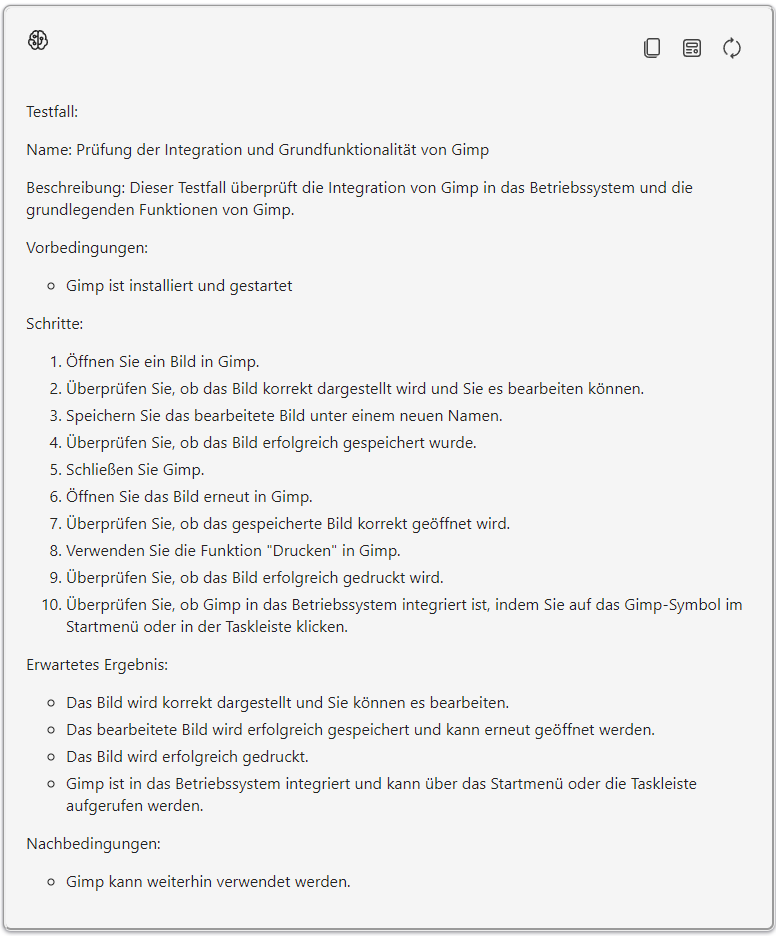 Testfall:
Name: Prüfung der Integration und Grundfunktionalität von Gimp
Beschreibung: Dieser Testfall überprüft die Integration von Gimp in das Betriebssystem und die
grundlegenden Funktionen von Gimp.
Vorbedingungen:
Gimp ist installiert und gestartet
Schritte:
1. Öffnen Sie ein Bild in Gimp.
2. Überprüfen Sie, ob das Bild korrekt dargestellt wird und Sie es bearbeiten können.
3. Speichern Sie das bearbeitete Bild unter einem neuen Namen.
4. Überprüfen Sie, ob das Bild erfolgreich gespeichert wurde.
5. Schließen Sie Gimp.
6. Öffnen Sie das Bild erneut in Gimp.
7. Überprüfen Sie, ob das gespeicherte Bild korrekt geöffnet wird.
8. Verwenden Sie die Funktion "Drucken" in Gimp.
9. Überprüfen Sie, ob das Bild erfolgreich gedruckt wird.
10. Überprüfen Sie, ob Gimp in das Betriebssystem integriert ist, indem Sie auf das Gimp-Symbol im
Startmenü oder in der Taskleiste klicken.
Erwartetes Ergebnis:
Das Bild wird korrekt dargestellt und Sie können es bearbeiten.
Das bearbeitete Bild wird erfolgreich gespeichert und kann erneut geöffnet werden.
Das Bild wird erfolgreich gedruckt.
Gimp ist in das Betriebssystem integriert und kann über das Startmenü oder die Taskleiste
aufgerufen werden.
Nachbedingungen:
Gimp kann weiterhin verwendet werden.